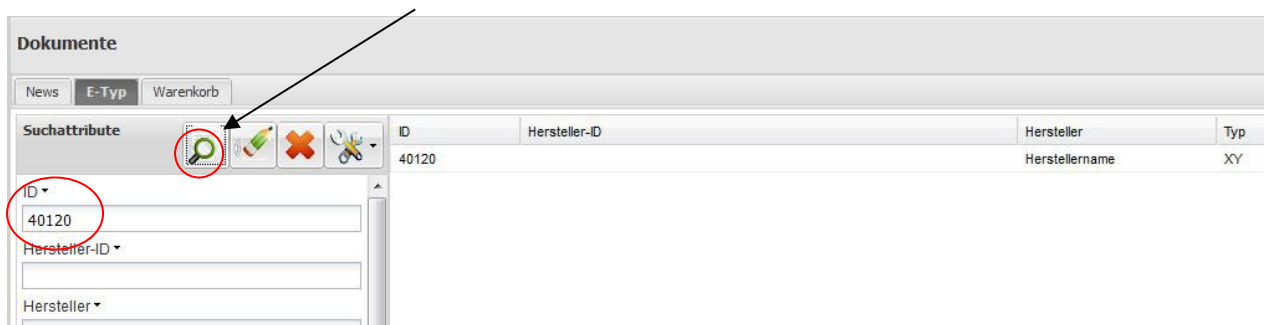 Dokumente
News E-Typ Warenkorb
Suchattribute
ID
40120
Hersteller-ID
Hersteller
ID Hersteller-ID Hersteller Typ
40120 Herstellername XY